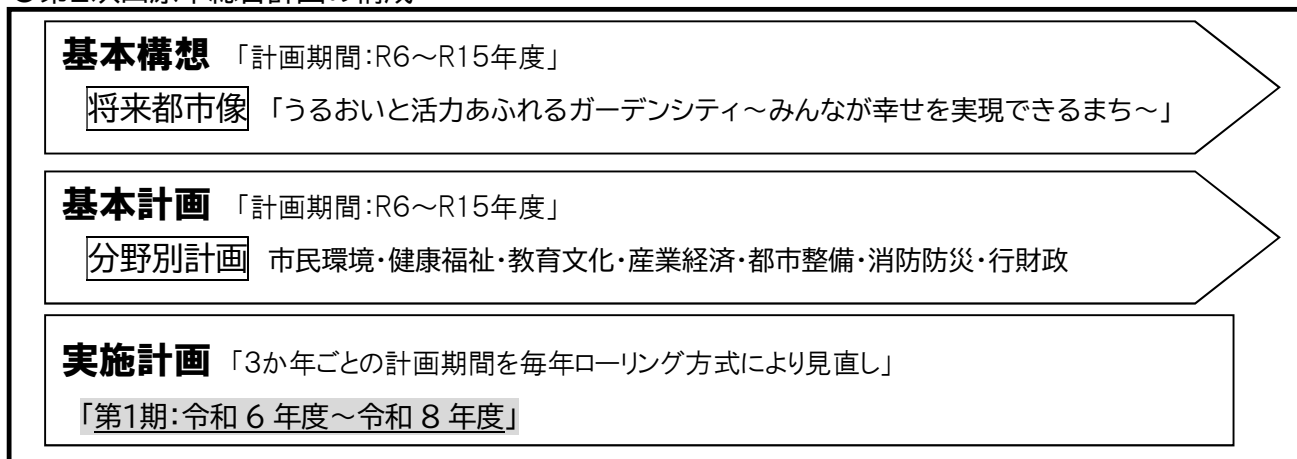 基本構想 「計画期間：R6～R15年度」
将来都市像 「うるおいと活力あふれるガーデンシティ～みんなが幸せを実現できるまち～」
基本計画 「計画期間：R6～R15年度」
分野別計画 市民環境・健康福祉・教育文化・産業経済・都市整備・消防防災・行財政
実施計画 「3か年ごとの計画期間を毎年ローリング方式により見直し」
「第1期：令和 6 年度～令和 8 年度」